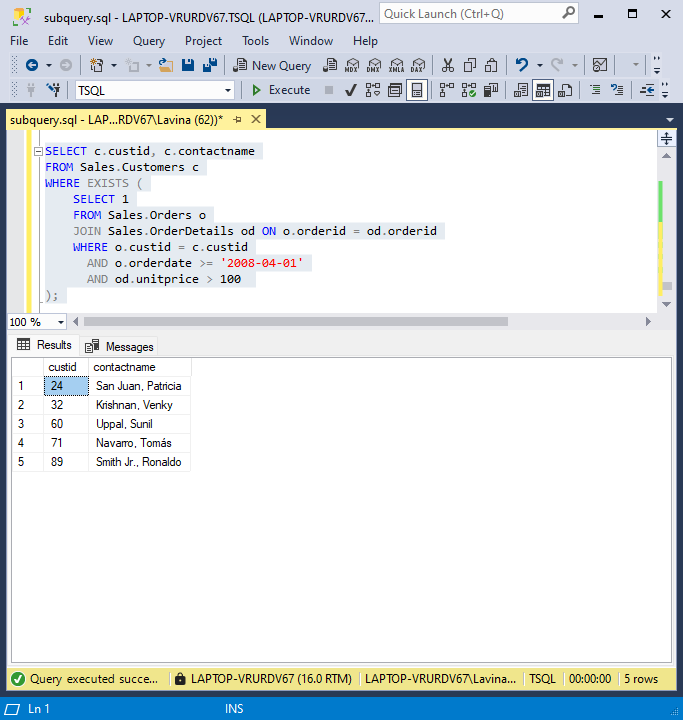 subquery.sql - LAPTOP-VRURDV67.TSQL (LAPTOP-VRURDV67...
Quick Launch (Ctrl+Q)
File Edit View Query Project Tools Window Help
New Query MDX DMX XMLA DAX
TSQL Execute
subquery.sql - LAP...RDV67\Lavina (62))*
SELECT c.custid, c.contactname
FROM Sales.Customers c
WHERE EXISTS (
SELECT 1
FROM Sales.Orders o
JOIN Sales.OrderDetails od ON o.orderid = od.orderid
WHERE o.custid = c.custid
AND o.orderdate >= '2008-04-01'
AND od.unitprice > 100
);
100 %
Results Messages
custid contactname
1 24 San Juan, Patricia
2 32 Krishnan, Venky
3 60 Uppal, Sunil
4 71 Navarro, Tomás
5 89 Smith Jr., Ronaldo
Query executed succe... LAPTOP-VRURDV67 (16.0 RTM) LAPTOP-VRURDV67\Lavina... TSQL 00:00:00 5 rows
Ln 1 INS